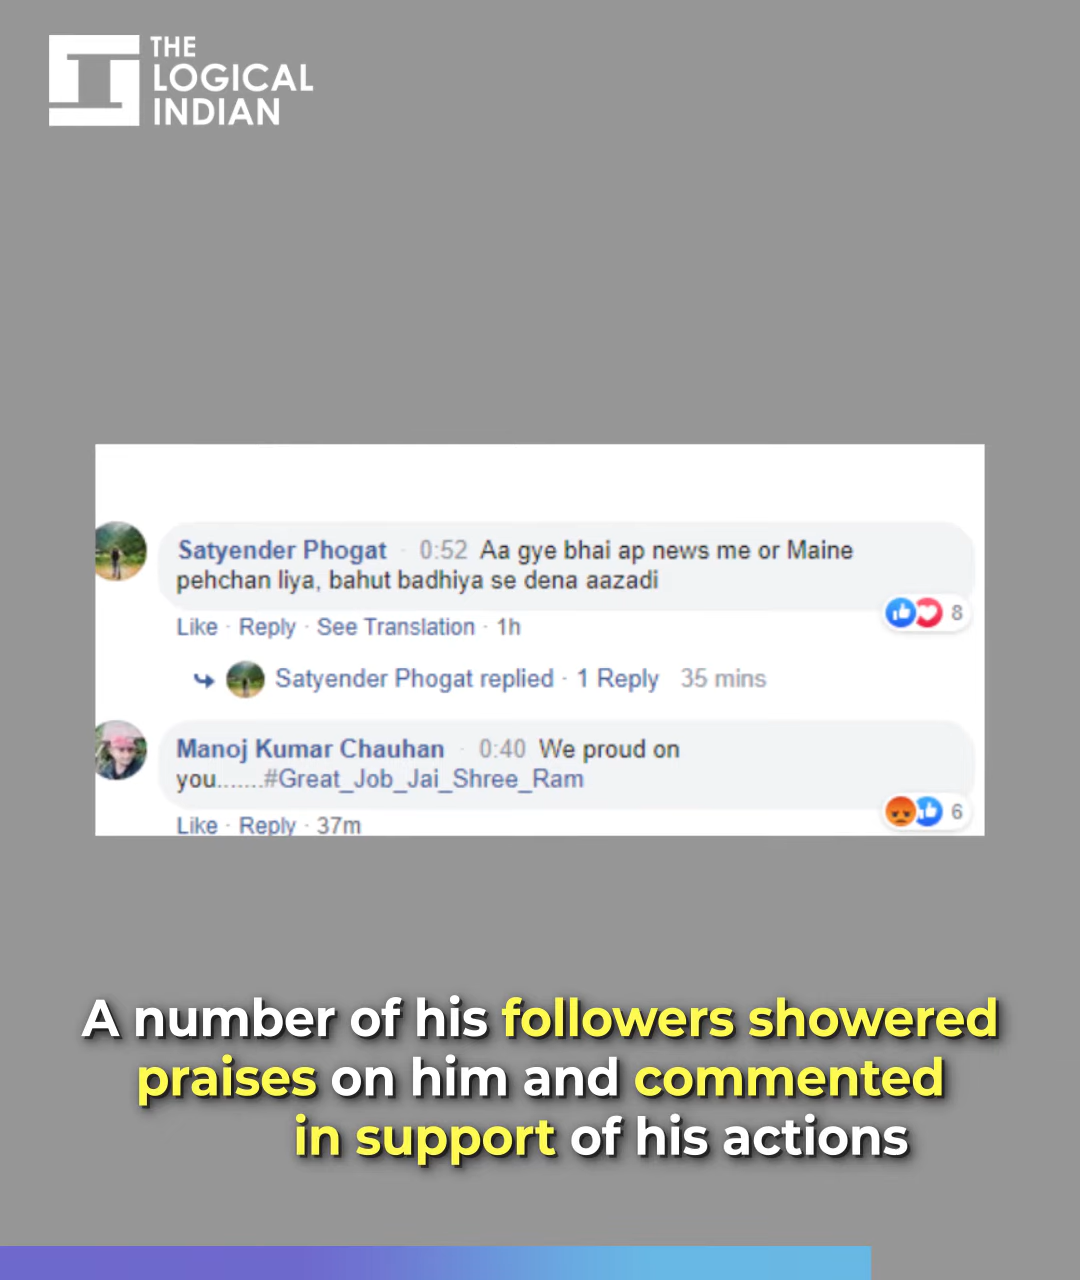 THE
LOGICAL
INDIAN
Satyender Phogat · 0:52 Aa gye bhai ap news me or Maine
pehchan liya, bahut badhiya se dena aazadi
8
Like · Reply · See Translation · 1h
Satyender Phogat replied · 1 Reply 35 mins
Manoj Kumar Chauhan · 0:40 We proud on
you.......#Great_Job_Jai_Shree_Ram
6
Like · Reply · 37m
A number of his followers showered
praises on him and commented
in support of his actions